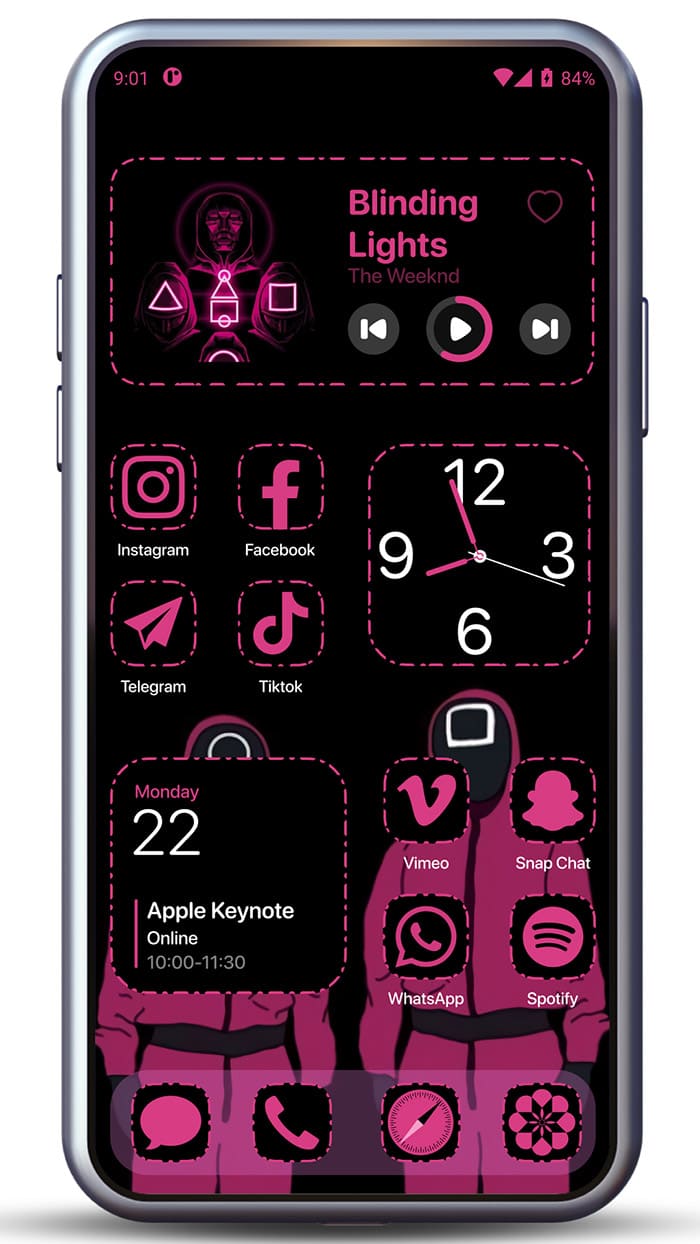 9:01
84%
Blinding
Lights
The Weeknd
12
9
3
6
Instagram
Facebook
Telegram
Tiktok
Monday
22
Apple Keynote
Online
10:00-11:30
Vimeo
Snap Chat
WhatsApp
Spotify